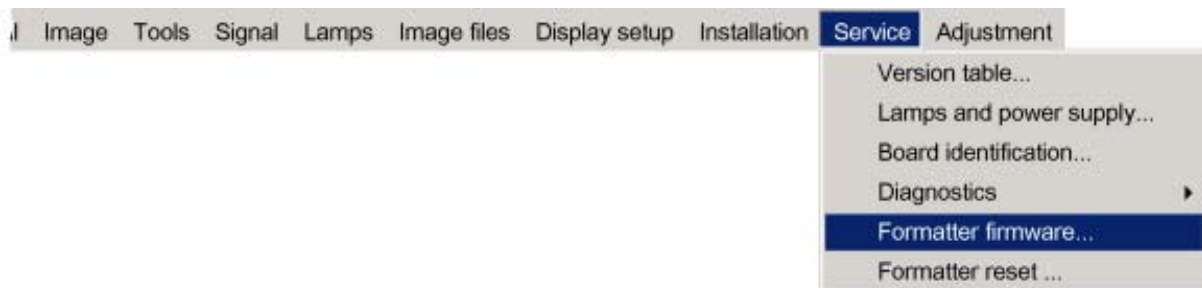 Image Tools Signal Lamps Image files Display setup Installation Service Adjustment
Version table...
Lamps and power supply...
Board identification...
Diagnostics
Formatter firmware...
Formatter reset ...